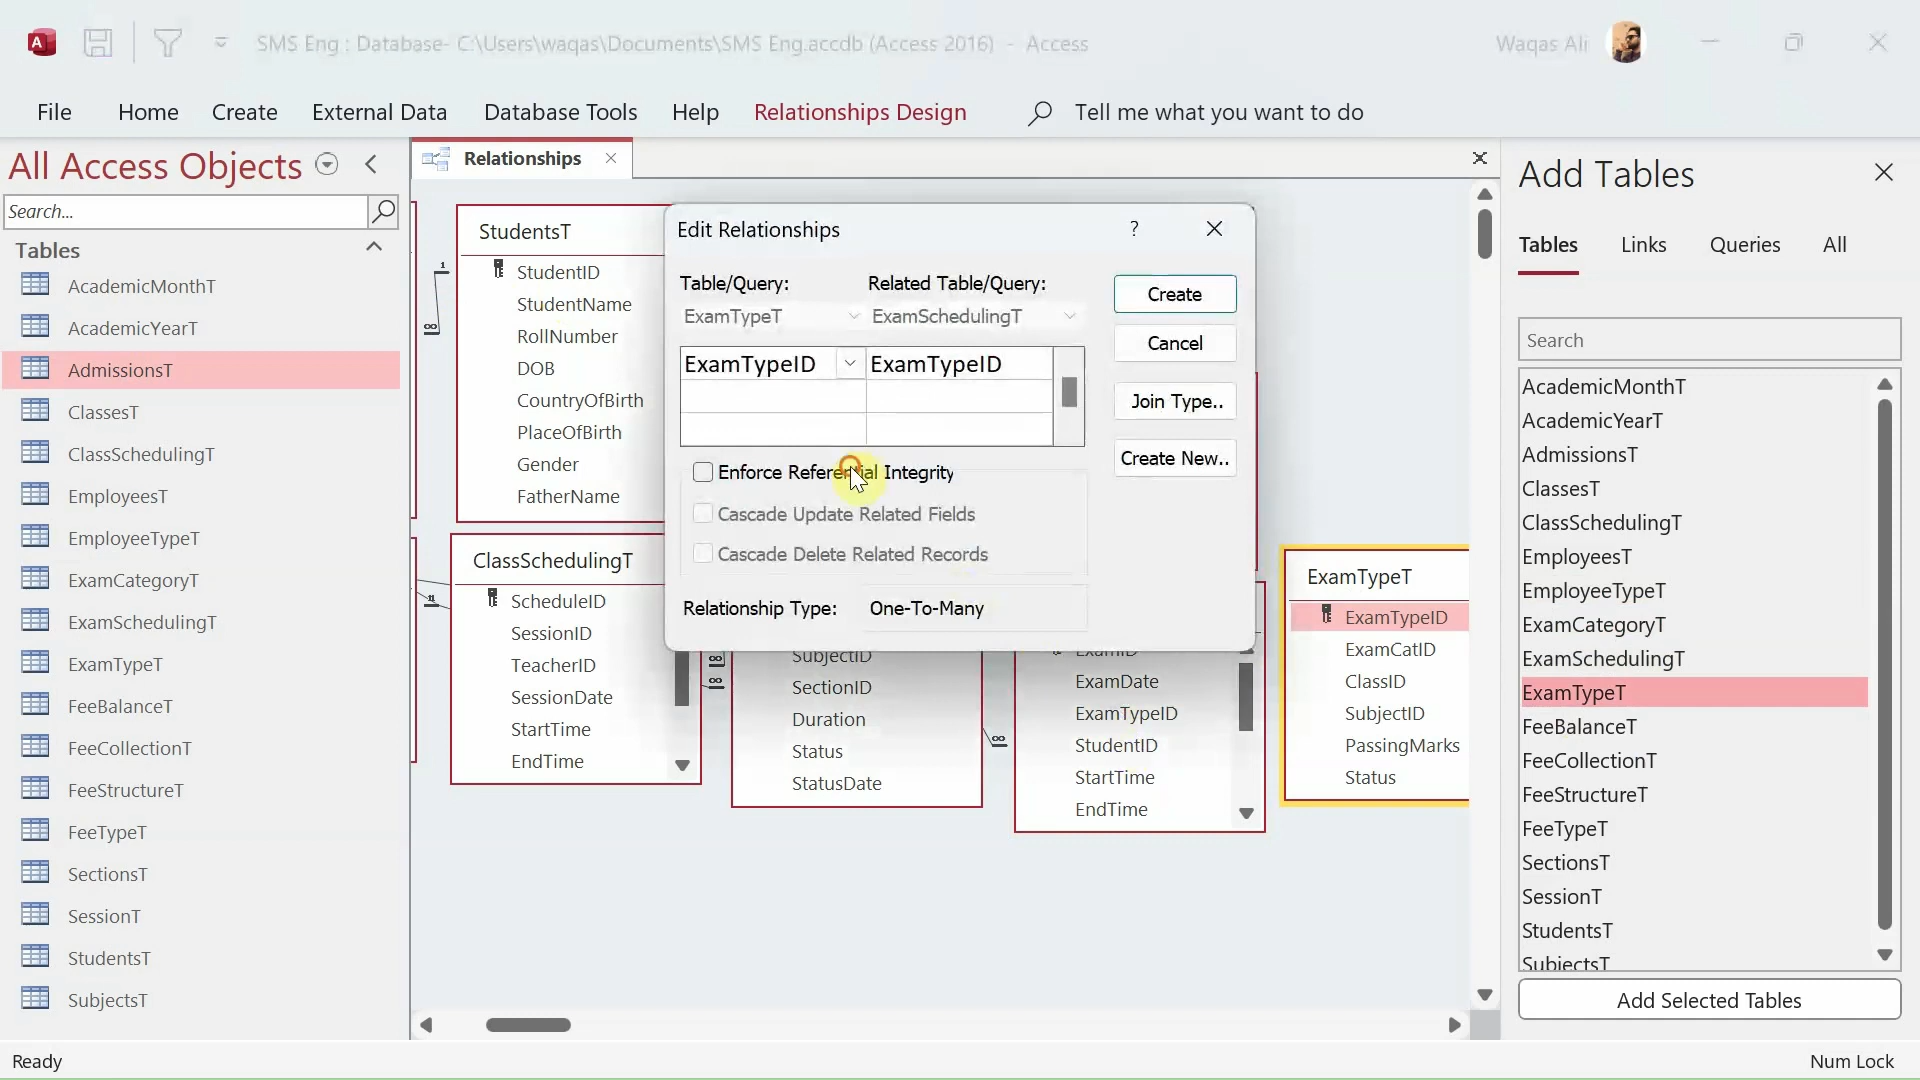 SMS Eng : Database- C:\Users\waqas\Documents\SMS Eng.accdb (Access 2016) - Access
Waqas Ali
File Home Create External Data Database Tools Help Relationships Design Tell me what you want to do
All Access Objects
Search...
Tables
AcademicMonthT
AcademicYearT
AdmissionsT
ClassesT
ClassSchedulingT
EmployeesT
EmployeeTypeT
ExamCategoryT
ExamSchedulingT
ExamTypeT
FeeBalanceT
FeeCollectionT
FeeStructureT
FeeTypeT
SectionsT
SessionT
StudentsT
SubjectsT
Relationships
StudentsT
StudentID
StudentName
RollNumber
DOB
CountryOfBirth
PlaceOfBirth
Gender
FatherName
ClassSchedulingT
ScheduleID
SessionID
TeacherID
SessionDate
StartTime
EndTime
Edit Relationships
?
Table/Query: Related Table/Query:
ExamTypeT ExamSchedulingT
ExamTypeID ExamTypeID
Enforce Referential Integrity
Cascade Update Related Fields
Cascade Delete Related Records
Relationship Type: One-To-Many
Create
Cancel
Join Type..
Create New..
SubjectID
SectionID
Duration
Status
StatusDate
ExamID
ExamDate
ExamTypeID
StudentID
StartTime
EndTime
ExamTypeT
ExamTypeID
ExamCatID
ClassID
SubjectID
PassingMarks
Status
1
∞
1
∞
∞
∞
Add Tables
Tables Links Queries All
Search
AcademicMonthT
AcademicYearT
AdmissionsT
ClassesT
ClassSchedulingT
EmployeesT
EmployeeTypeT
ExamCategoryT
ExamSchedulingT
ExamTypeT
FeeBalanceT
FeeCollectionT
FeeStructureT
FeeTypeT
SectionsT
SessionT
StudentsT
SubjectsT
Add Selected Tables
Ready
Num Lock